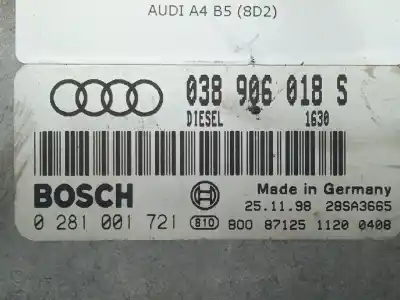 AUDI A4 B5 (8D2)
038 906 018 S
DIESEL 1630
BOSCH
Made in Germany
25.11.98 28SA3665
0 281 001 721 810 B00 87125 1120 0408